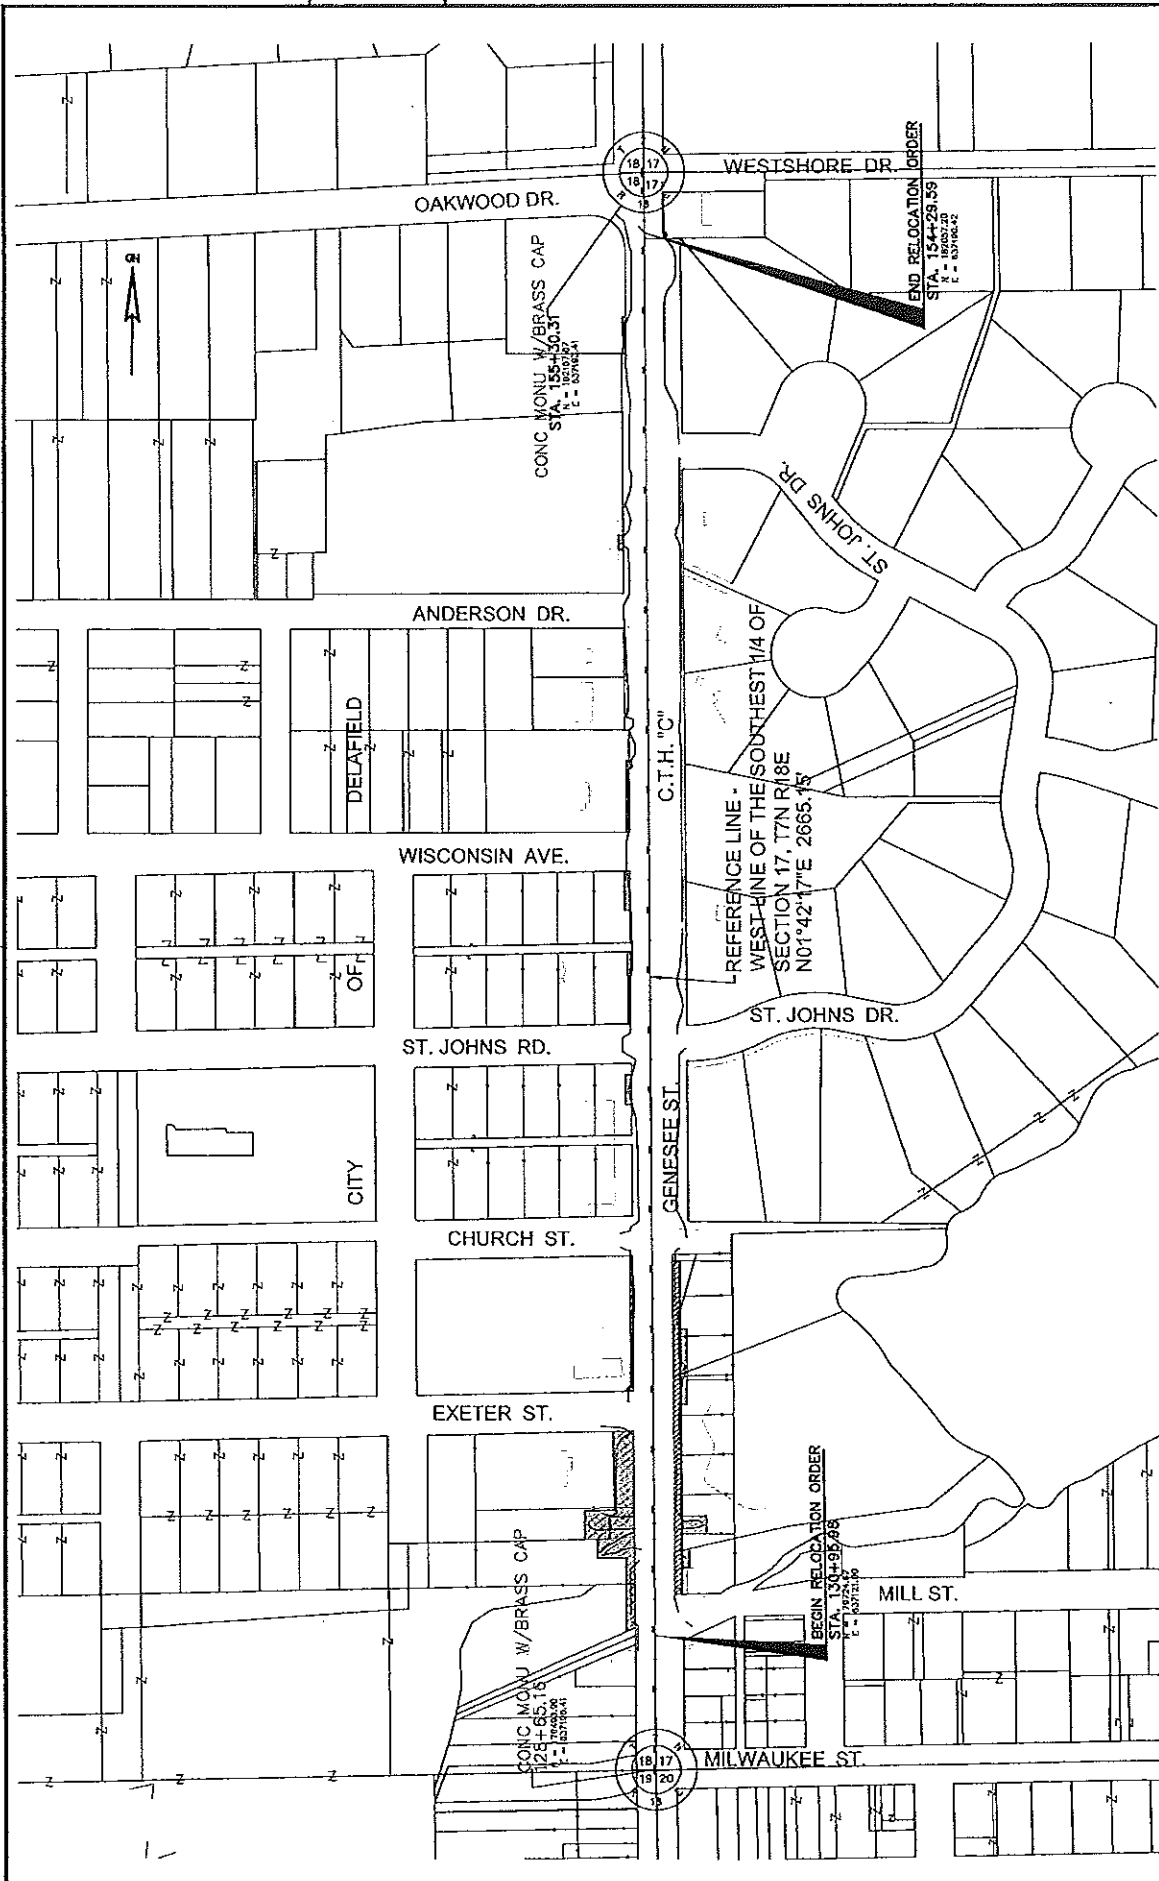 WESTSHORE DR.
OAKWOOD DR.
END RELOCATION ORDER
STA. 154+29.59
CONC MONU W/BRASS CAP
STA. 155+30.31
18 17
18 17
ST. JOHNS DR.
ANDERSON DR.
C.T.H. "C"
DELAFIELD
REFERENCE LINE -
WEST LINE OF THE SOUTHEST 1/4 OF
SECTION 17, T7N R18E
N01°42'17"E 2665.15'
WISCONSIN AVE.
OF
ST. JOHNS DR.
ST. JOHNS RD.
GENESEE ST.
CITY
CHURCH ST.
EXETER ST.
BEGIN RELOCATION ORDER
STA. 130+95.98
CONC MONU W/BRASS CAP
128+65.16
MILL ST.
MILWAUKEE ST.
18 17
19 20